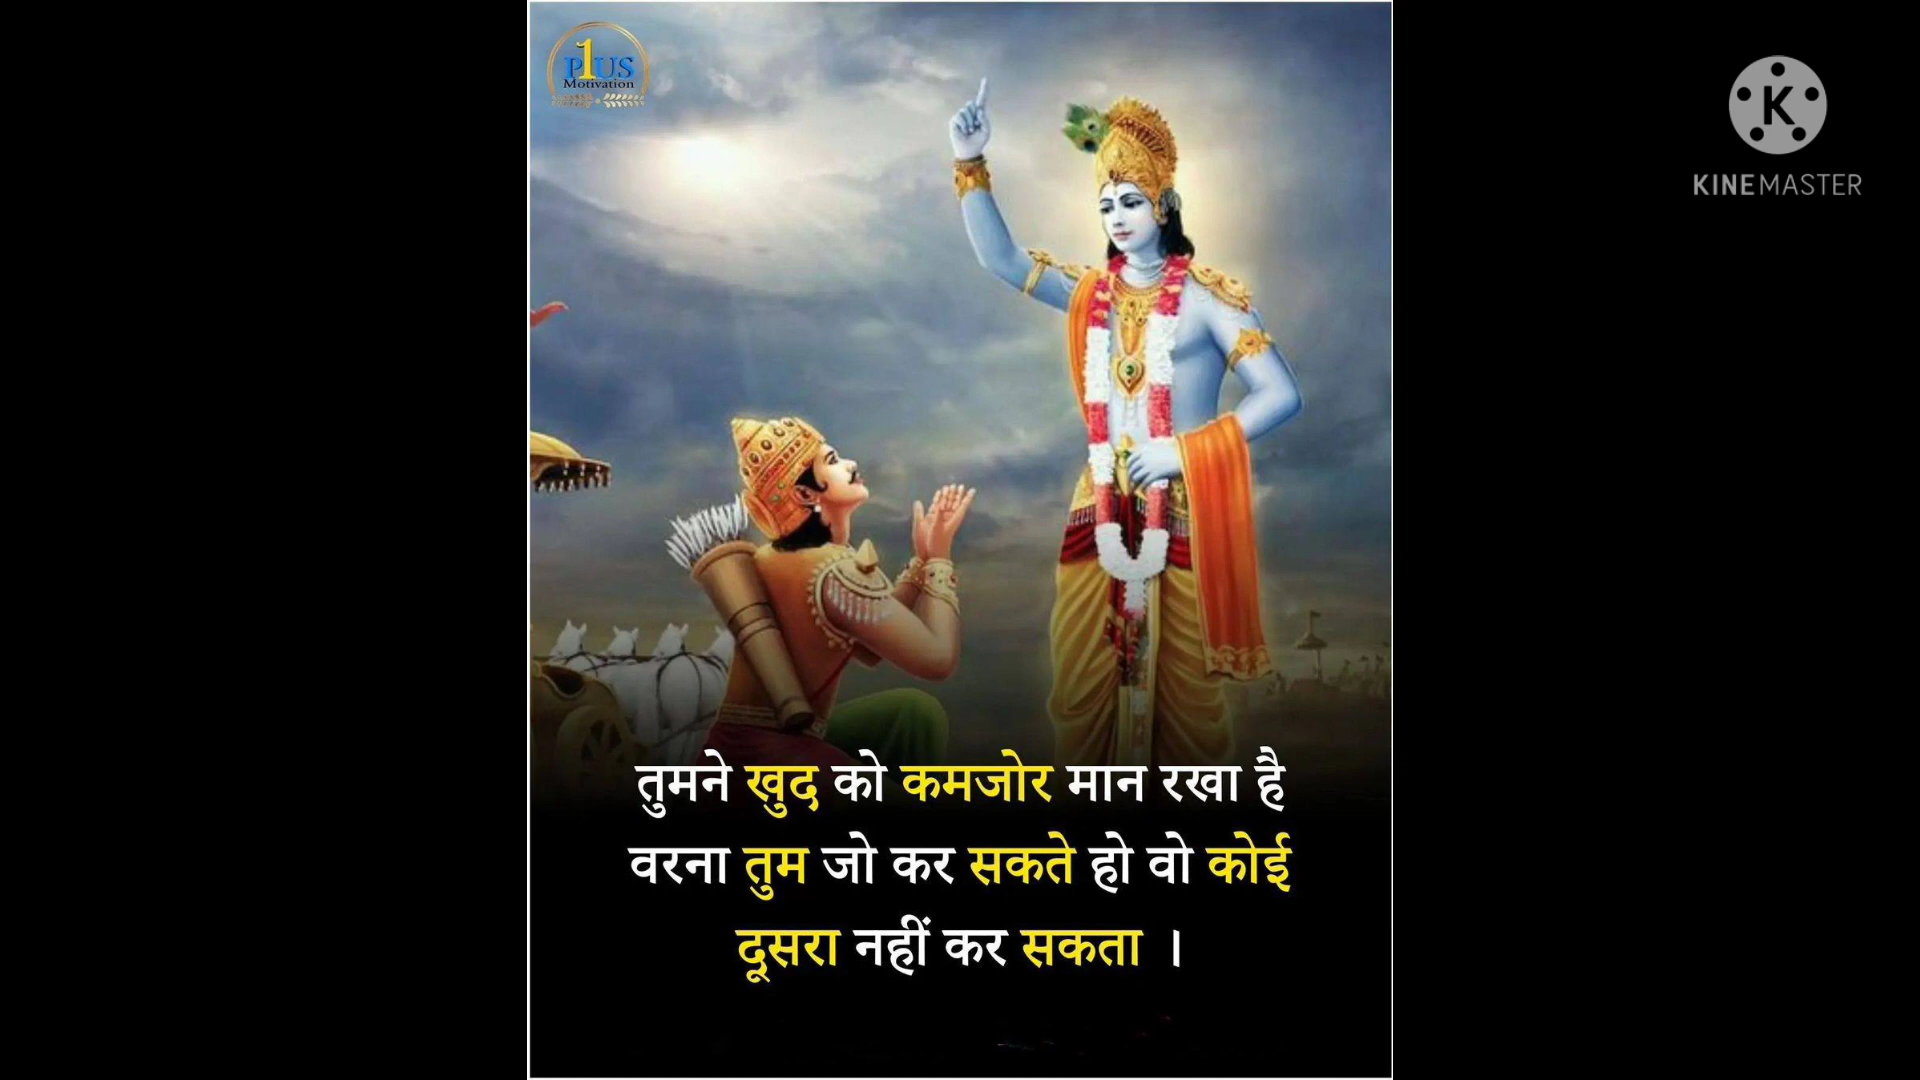 1
PLUS
Motivation
K
KINEMASTER
तुमने खुद को कमजोर मान रखा है
वरना तुम जो कर सकते हो वो कोई
दूसरा नहीं कर सकता ।